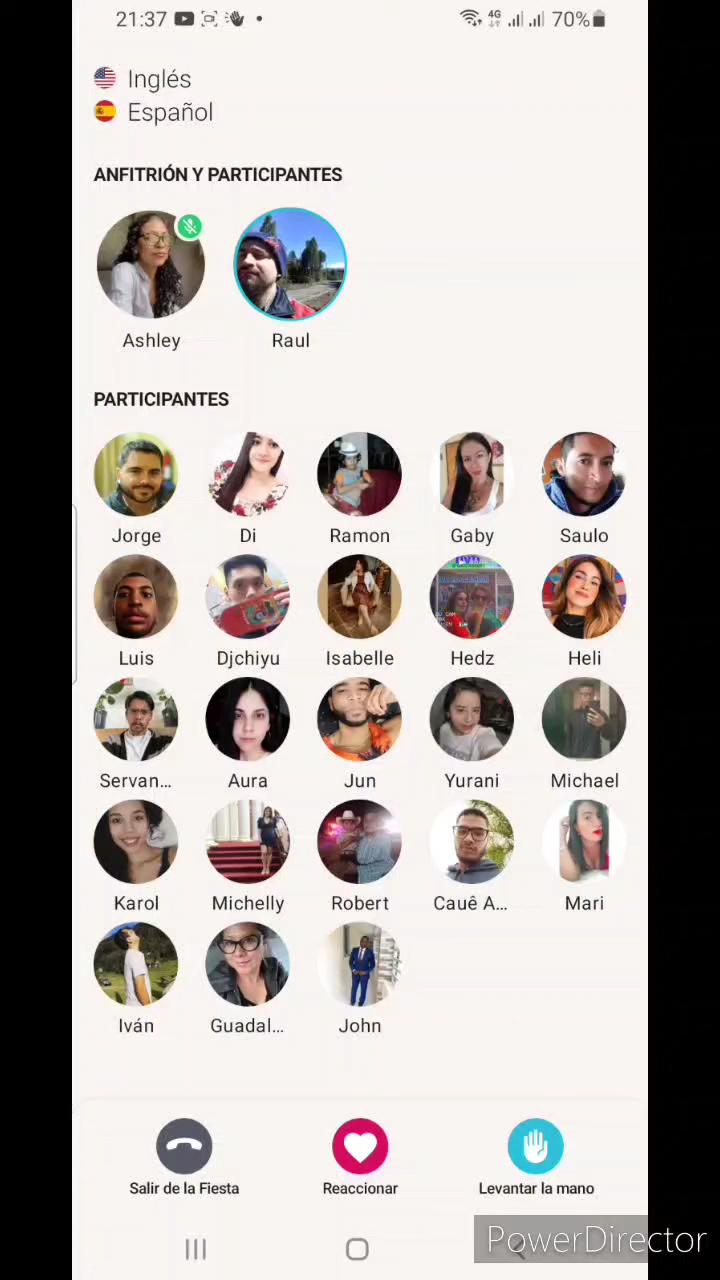 21:37 4G 70%
Inglés
Español
ANFITRIÓN Y PARTICIPANTES
Ashley Raul
PARTICIPANTES
Jorge Di Ramon Gaby Saulo
Luis Djchiyu Isabelle Hedz Heli
Servan... Aura Jun Yurani Michael
Karol Michelly Robert Cauê A... Mari
Iván Guadal... John
Salir de la Fiesta Reaccionar Levantar la mano
PowerDirector